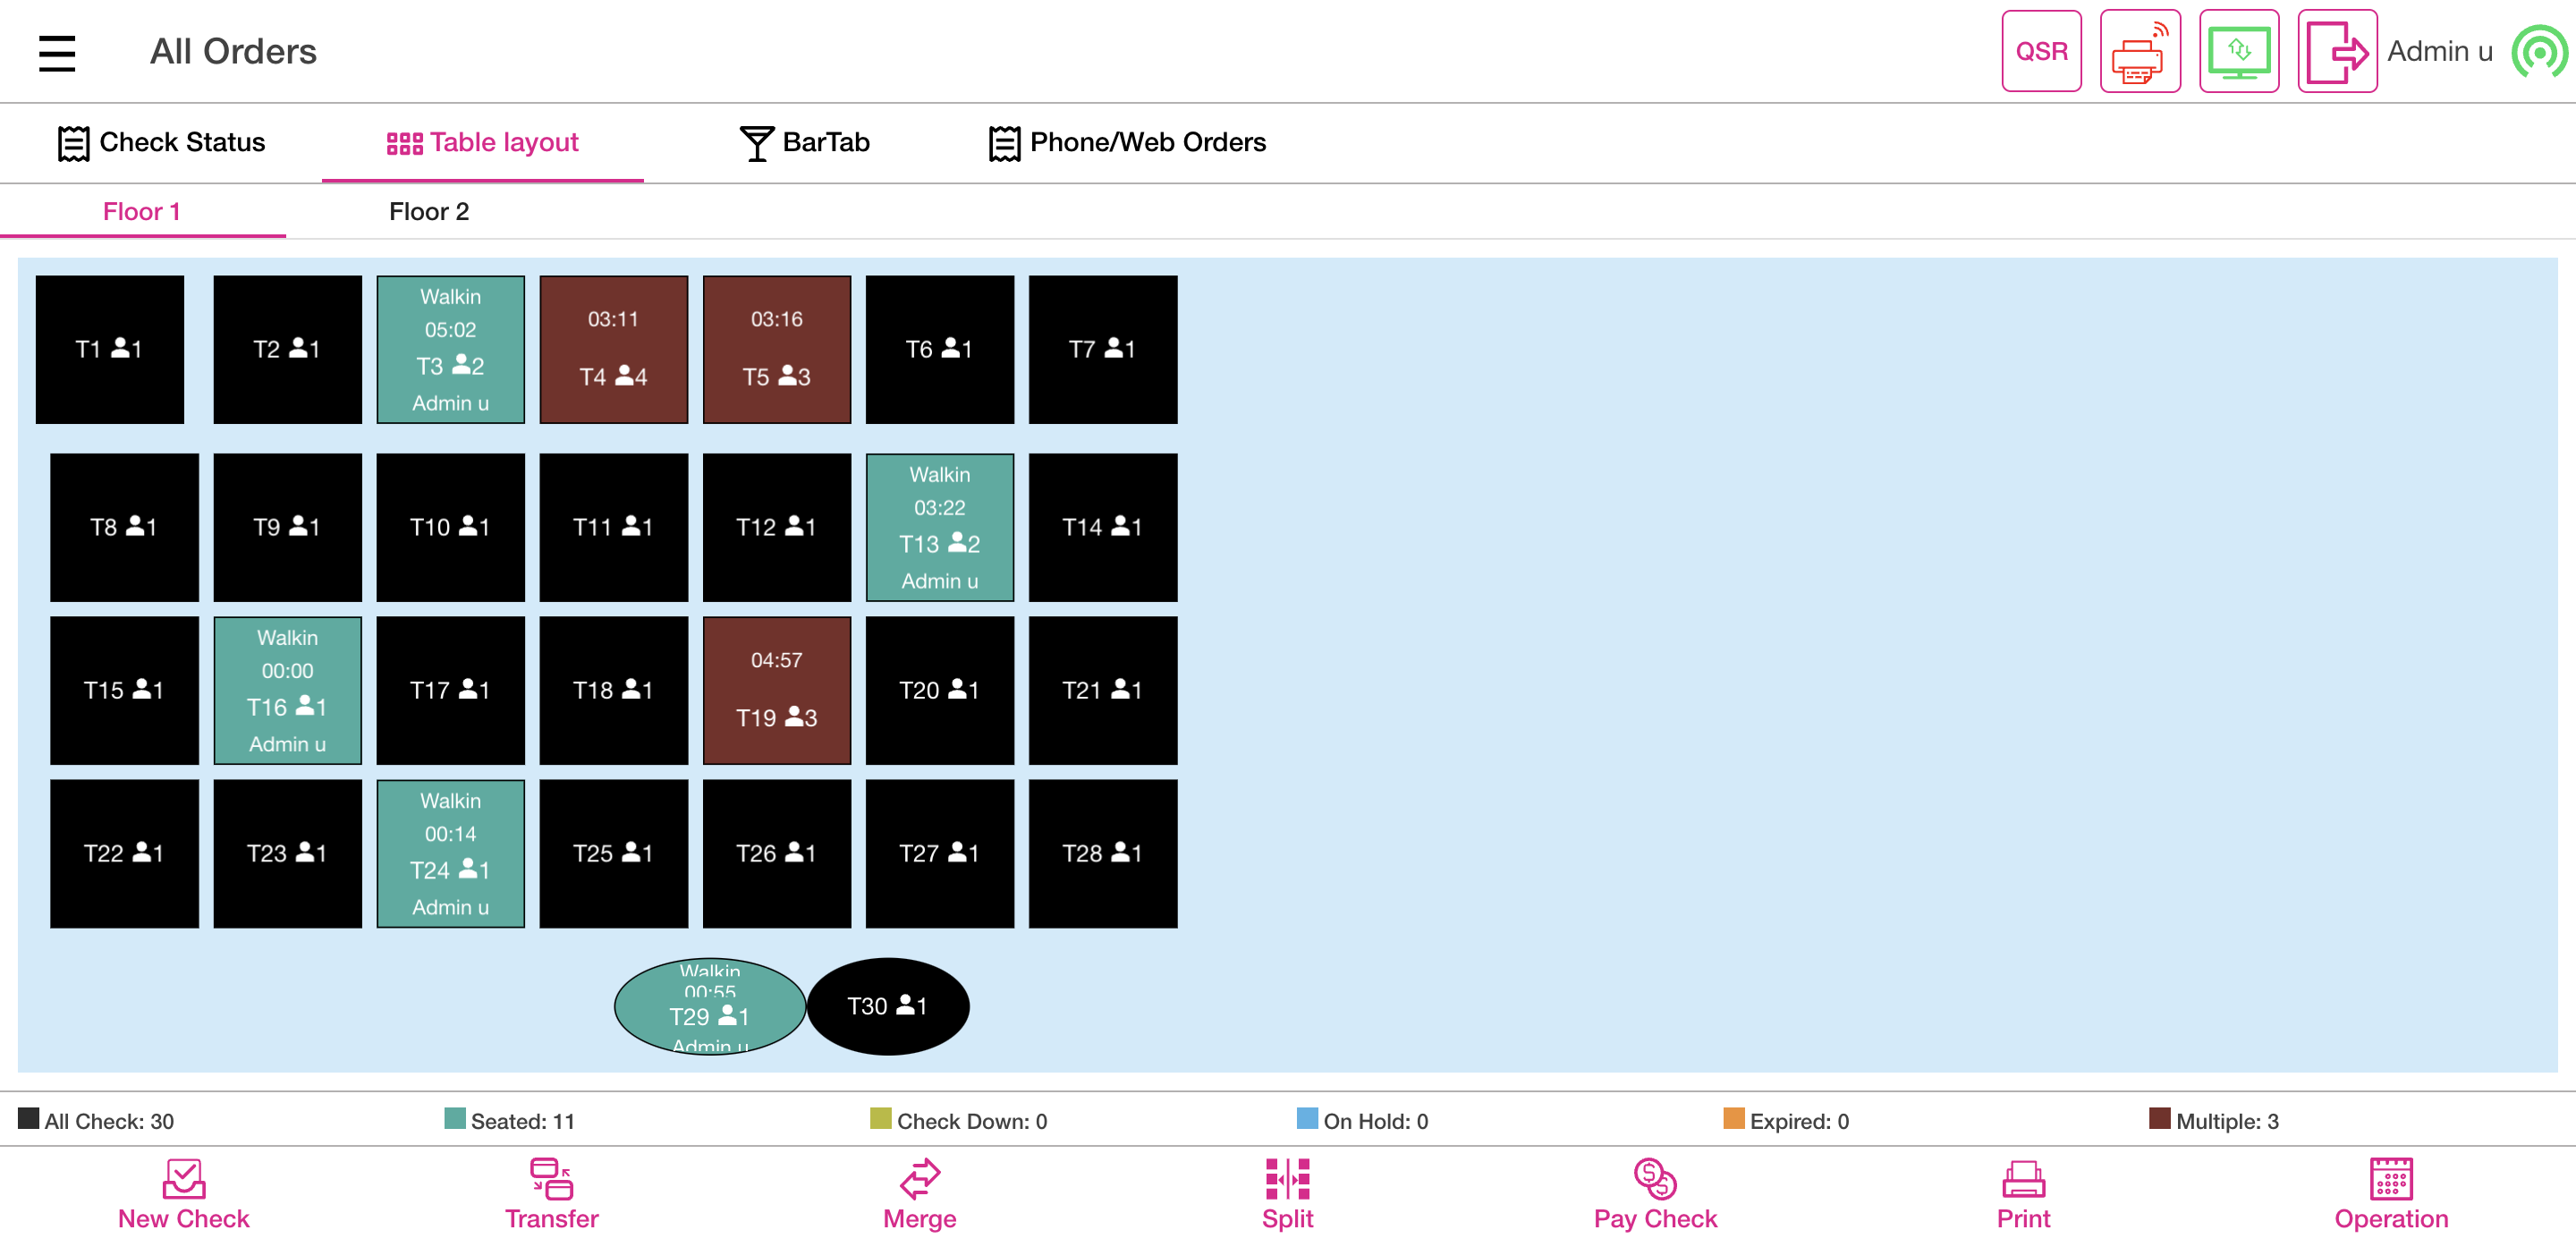 All Orders
QSR
Admin u
Check Status
Table layout
BarTab
Phone/Web Orders
Floor 1
Floor 2
T1 1
T2 1
Walkin
05:02
T3 2
Admin u
03:11
T4 4
03:16
T5 3
T6 1
T7 1
T8 1
T9 1
T10 1
T11 1
T12 1
Walkin
03:22
T13 2
Admin u
T14 1
T15 1
Walkin
00:00
T16 1
Admin u
T17 1
T18 1
04:57
T19 3
T20 1
T21 1
T22 1
T23 1
Walkin
00:14
T24 1
Admin u
T25 1
T26 1
T27 1
T28 1
Walkin
00:55
T29 1
Admin u
T30 1
All Check: 30
Seated: 11
Check Down: 0
On Hold: 0
Expired: 0
Multiple: 3
New Check
Transfer
Merge
Split
Pay Check
Print
Operation